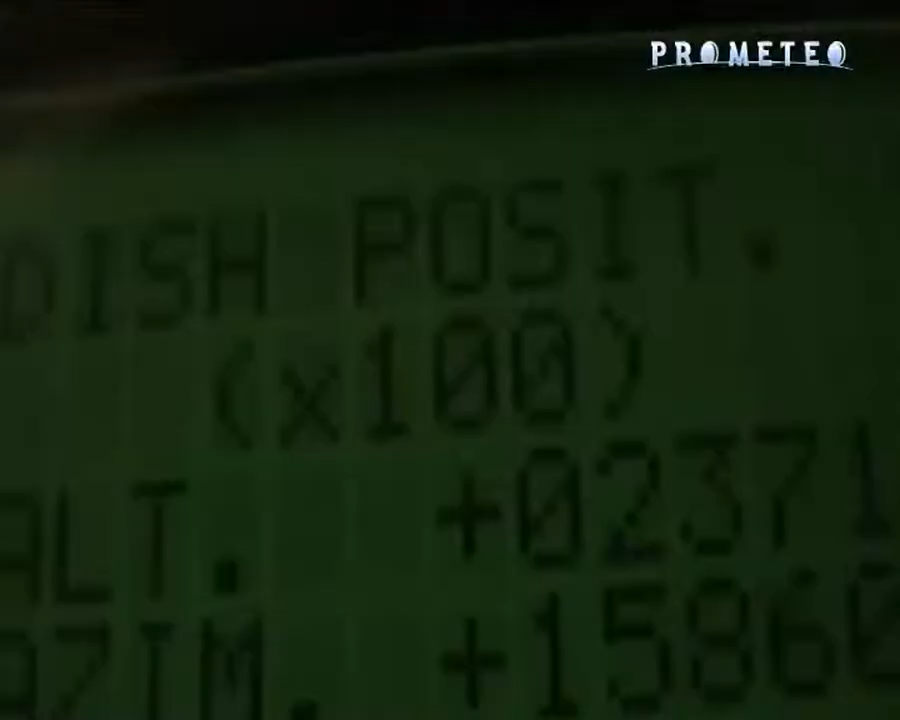 PROMETEO
DISH POSIT.
(x100)
ALT. +02371
AZIM. +15860